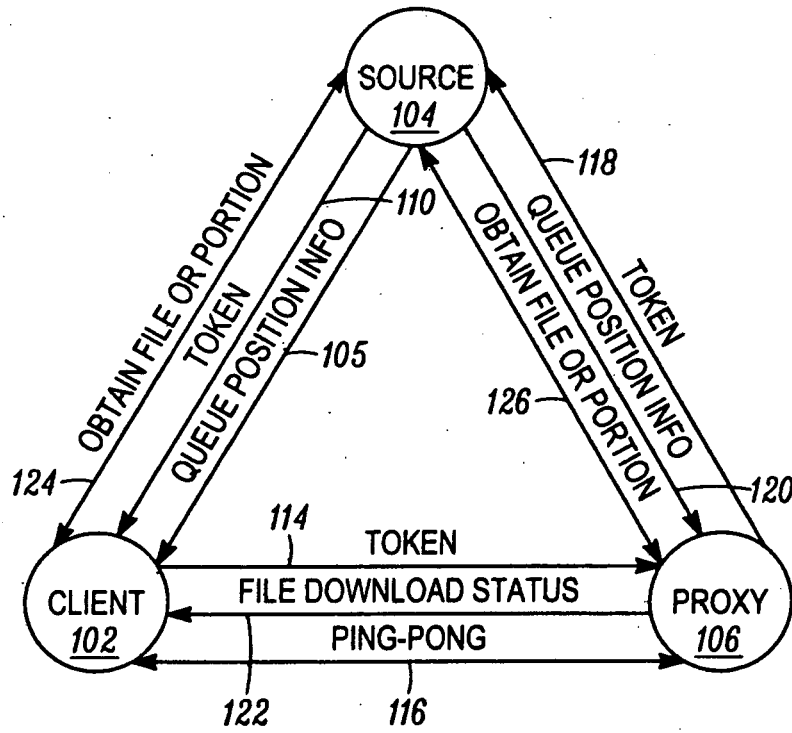 SOURCE
104
118
OBTAIN FILE OR PORTION
TOKEN
110
QUEUE POSITION INFO
105
OBTAIN FILE OR PORTION
126
QUEUE POSITION INFO
TOKEN
124
120
114
TOKEN
FILE DOWNLOAD STATUS
PING-PONG
CLIENT
102
PROXY
106
122
116